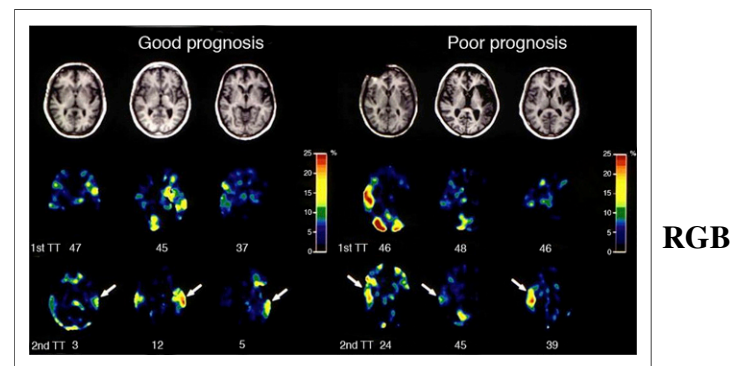 Good prognosis Poor prognosis
25 % 25 %
20 20
15 15
10 10
5 5
0 0
1st TT 47 45 37 1st TT 46 48 46
RGB
2nd TT 3 12 5 2nd TT 24 45 39